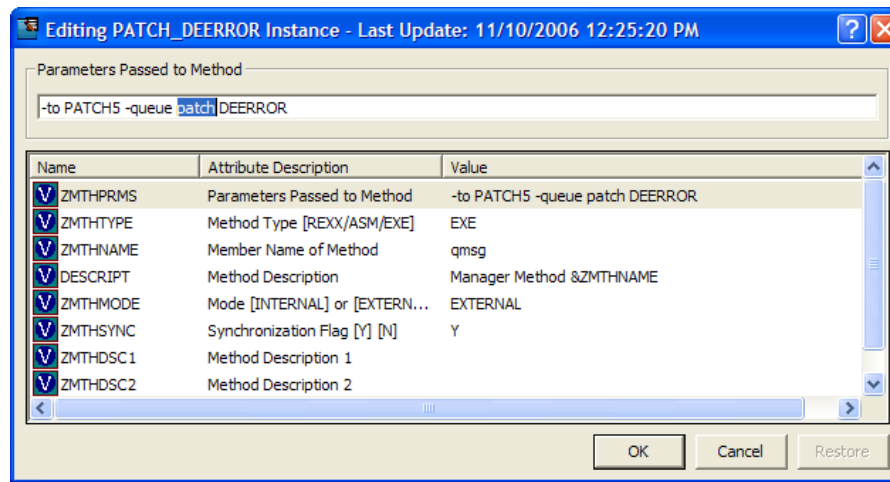 Editing PATCH_DEERROR Instance - Last Update: 11/10/2006 12:25:20 PM
Parameters Passed to Method
-to PATCH5 -queue patch DEERROR
Name Attribute Description Value
V ZMTHPRMS Parameters Passed to Method -to PATCH5 -queue patch DEERROR
V ZMTHTYPE Method Type [REXX/ASM/EXE] EXE
V ZMTHNAME Member Name of Method qmsg
V DESCRIPT Method Description Manager Method &ZMTHNAME
V ZMTHMODE Mode [INTERNAL] or [EXTERN... EXTERNAL
V ZMTHSYNC Synchronization Flag [Y] [N] Y
V ZMTHDSC1 Method Description 1
V ZMTHDSC2 Method Description 2
OK Cancel Restore